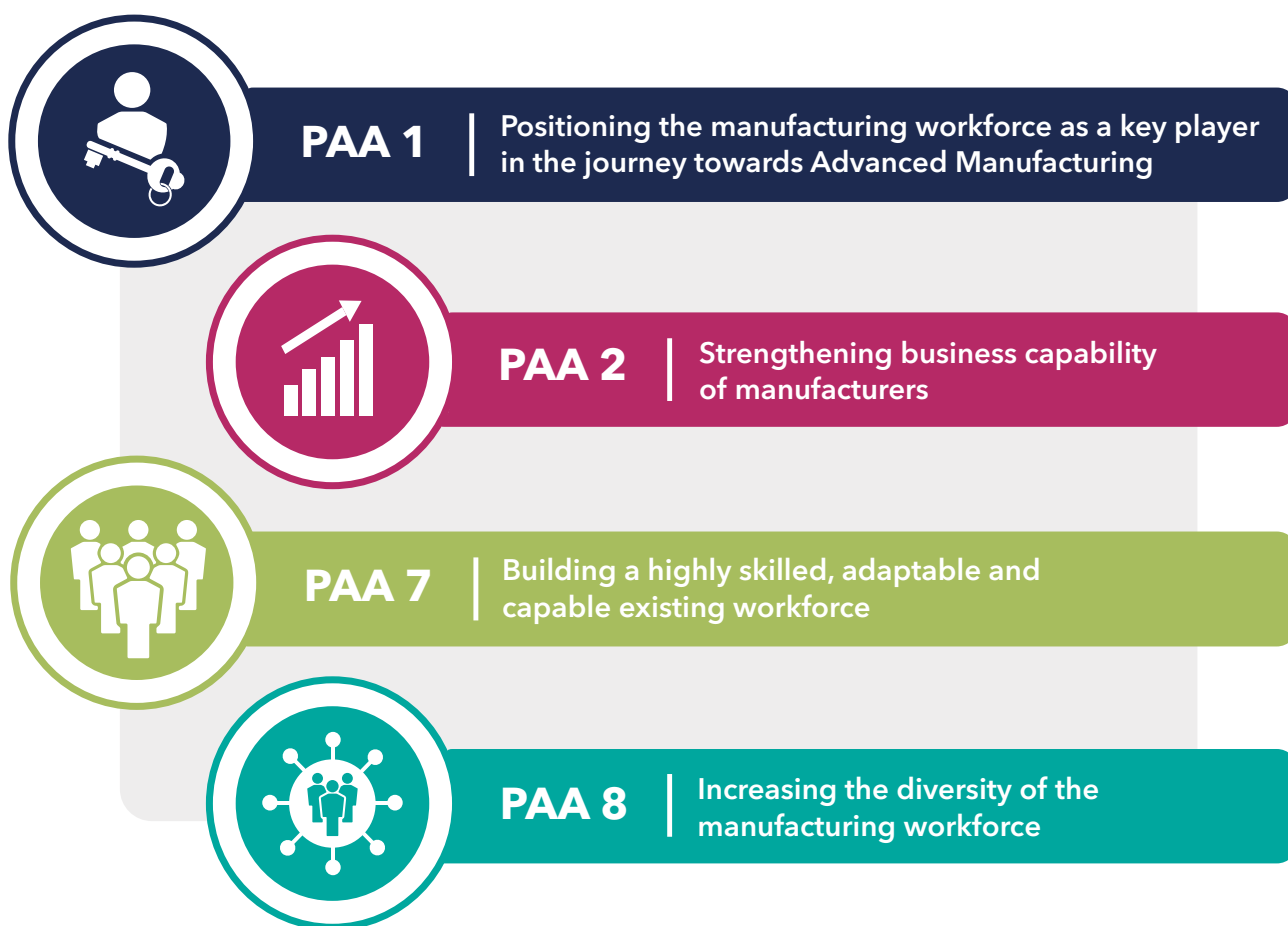 PAA 1
Positioning the manufacturing workforce as a key player
in the journey towards Advanced Manufacturing
PAA 2
Strengthening business capability
of manufacturers
PAA 7
Building a highly skilled, adaptable and
capable existing workforce
PAA 8
Increasing the diversity of the
manufacturing workforce